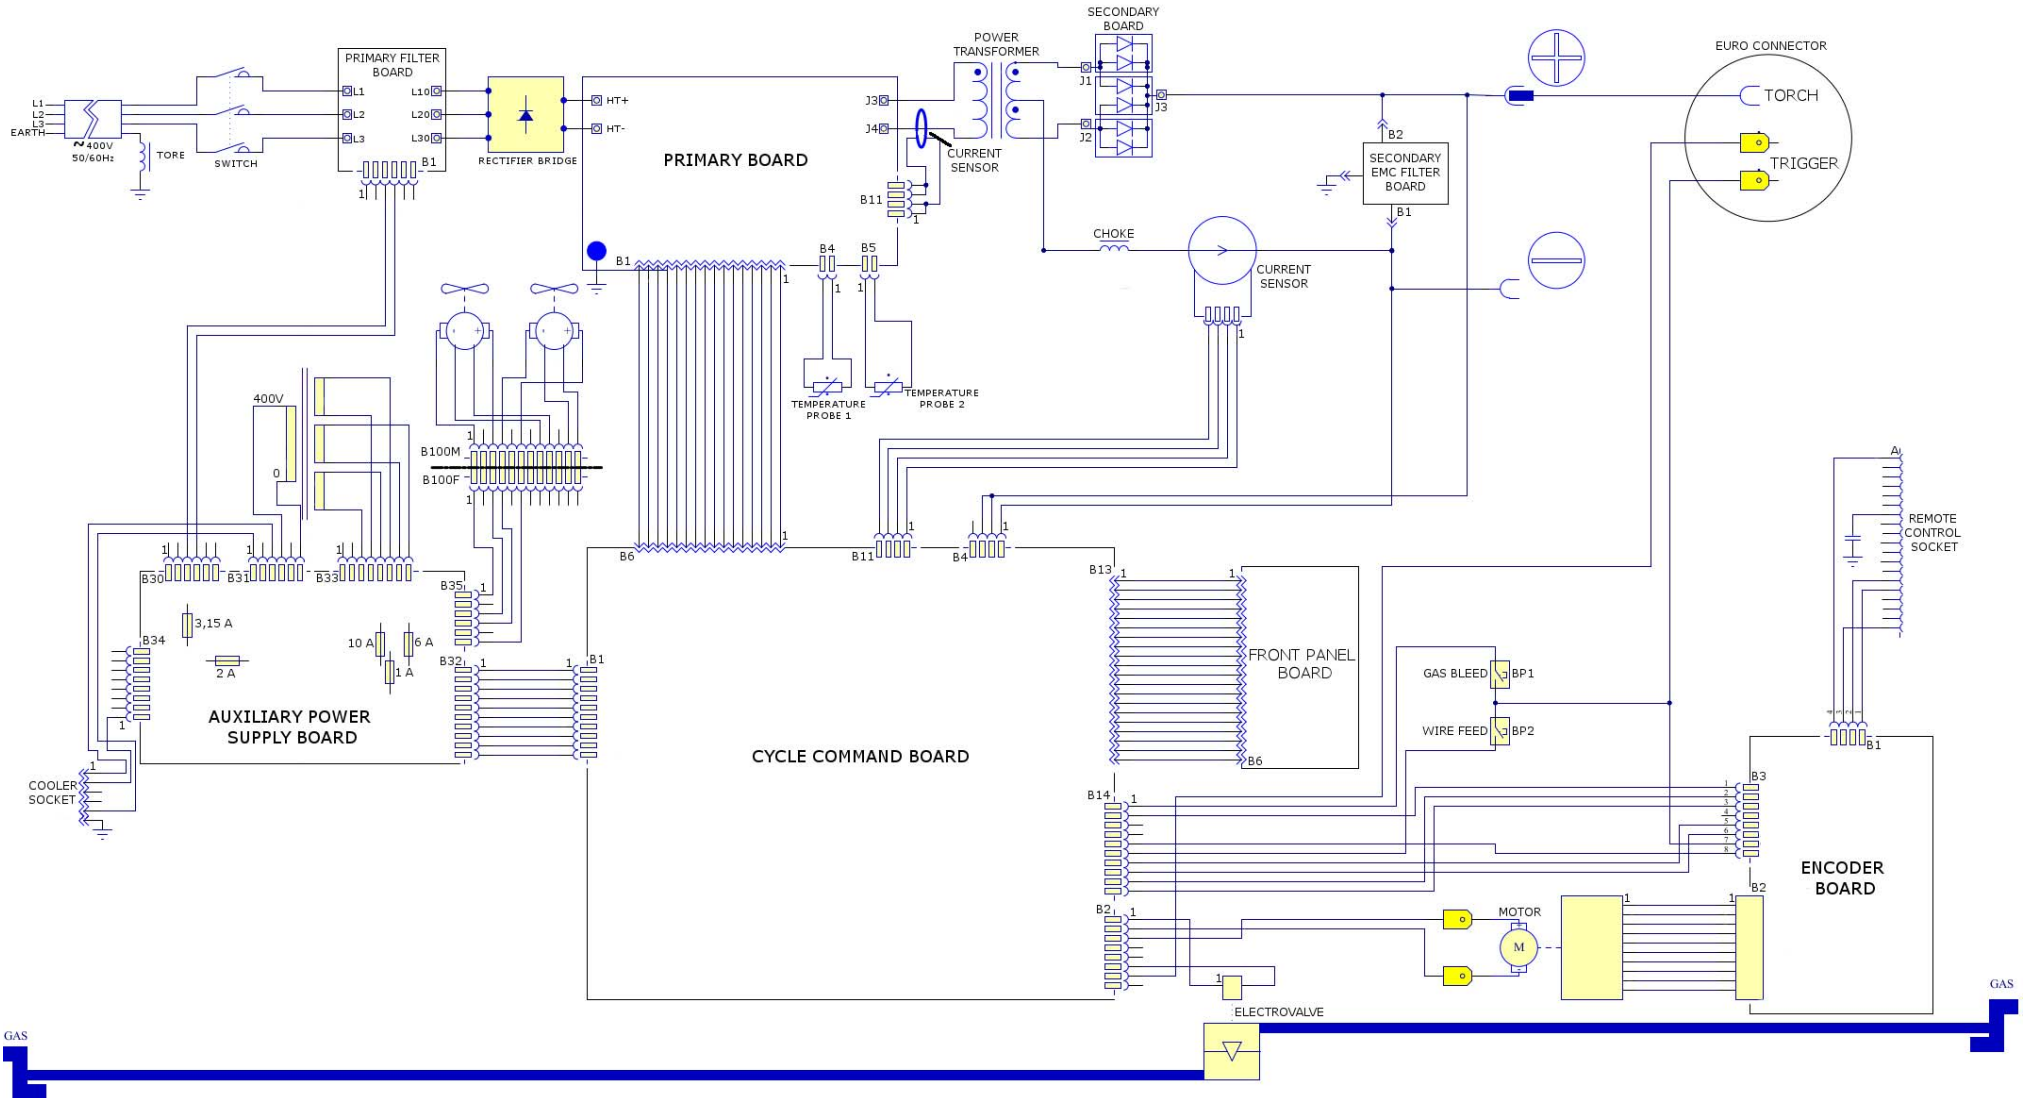 SECONDARY
BOARD
POWER
TRANSFORMER
EURO CONNECTOR
PRIMARY FILTER
BOARD
L1
L2
L3
EARTH
~ 400V
50/60Hz
TORE
SWITCH
L1
L2
L3
L10
L20
L30
B1
1
RECTIFIER BRIDGE
HT+
HT-
PRIMARY BOARD
J3
J4
CURRENT
SENSOR
B11
1
J1
J2
J3
B2
SECONDARY
EMC FILTER
BOARD
B1
TORCH
TRIGGER
CHOKE
CURRENT
SENSOR
1
B1
1
B4
1
B5
1
TEMPERATURE
PROBE 1
TEMPERATURE
PROBE 2
- +
- +
400V
0
1
B100M
B100F
1
A
REMOTE
CONTROL
SOCKET
1
B30
1
B31
1
B33
B35
1
B6
1
B11
1
B4
1
3,15 A
2 A
10 A
6 A
1 A
B34
1
B32
1
1
B1
AUXILIARY POWER
SUPPLY BOARD
COOLER
SOCKET
1
CYCLE COMMAND BOARD
B13
1
1
FRONT PANEL
BOARD
B6
GAS BLEED
BP1
WIRE FEED
BP2
4
3
2
1
B1
B14
1
B3
1
2
3
4
5
6
7
8
ENCODER
BOARD
B2
1
B2
1
1
MOTOR
+
M
-
1
ELECTROVALVE
GAS
GAS